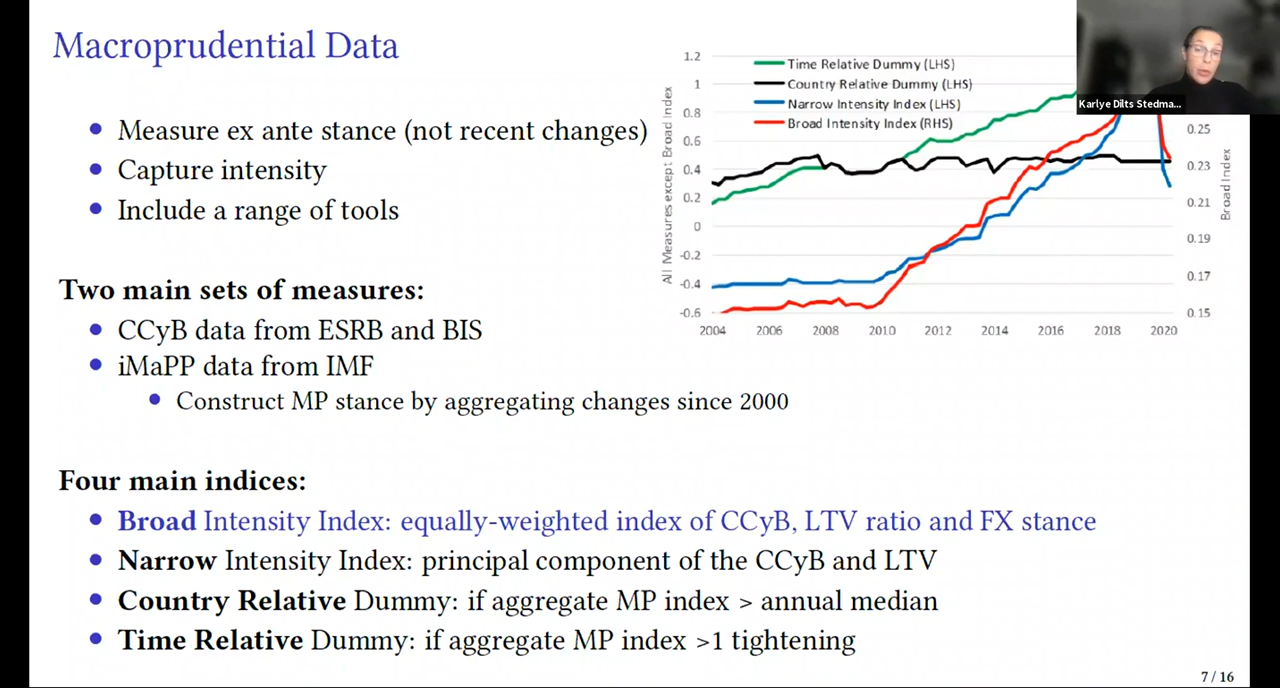 Macroprudential Data
Measure ex ante stance (not recent changes)
Capture intensity
Include a range of tools
Two main sets of measures:
CCyB data from ESRB and BIS
iMaPP data from IMF
Construct MP stance by aggregating changes since 2000
Four main indices:
Broad Intensity Index: equally-weighted index of CCyB, LTV ratio and FX stance
Narrow Intensity Index: principal component of the CCyB and LTV
Country Relative Dummy: if aggregate MP index > annual median
Time Relative Dummy: if aggregate MP index >1 tightening
All Measures except Broad Index
1.2
1
0.8
0.6
0.4
0.2
0
-0.2
-0.4
-0.6
Time Relative Dummy (LHS)
Country Relative Dummy (LHS)
Narrow Intensity Index (LHS)
Broad Intensity Index (RHS)
2004 2006 2008 2010 2012 2014 2016 2018 2020
0.25
0.23
0.21
0.19
0.17
0.15
Broad Index
Karlye Dilts Stedma...
7 / 16